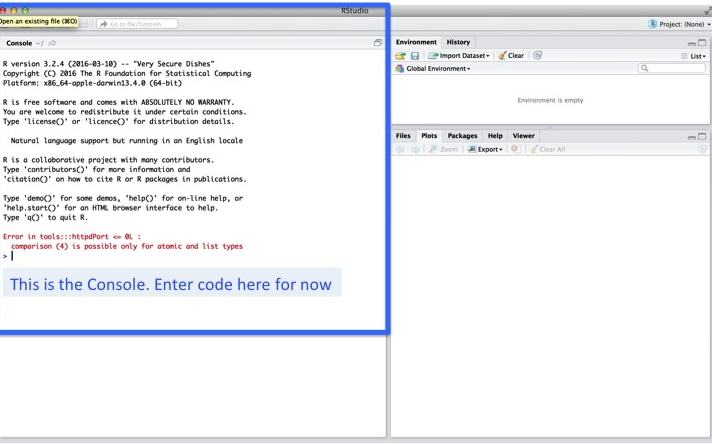 RStudio
Open an existing file (⌘O)
Go to file/function
Project: (None)
Console ~/
R version 3.2.4 (2016-03-10) -- "Very Secure Dishes"
Copyright (C) 2016 The R Foundation for Statistical Computing
Platform: x86_64-apple-darwin13.4.0 (64-bit)
R is free software and comes with ABSOLUTELY NO WARRANTY.
You are welcome to redistribute it under certain conditions.
Type 'license()' or 'licence()' for distribution details.
Natural language support but running in an English locale
R is a collaborative project with many contributors.
Type 'contributors()' for more information and
'citation()' on how to cite R or R packages in publications.
Type 'demo()' for some demos, 'help()' for on-line help, or
'help.start()' for an HTML browser interface to help.
Type 'q()' to quit R.
Error in tools:::httpdPort <= 0L :
comparison (4) is possible only for atomic and list types
>
This is the Console. Enter code here for now
Environment History
Import Dataset Clear List
Global Environment
Environment is empty
Files Plots Packages Help Viewer
Zoom Export Clear All